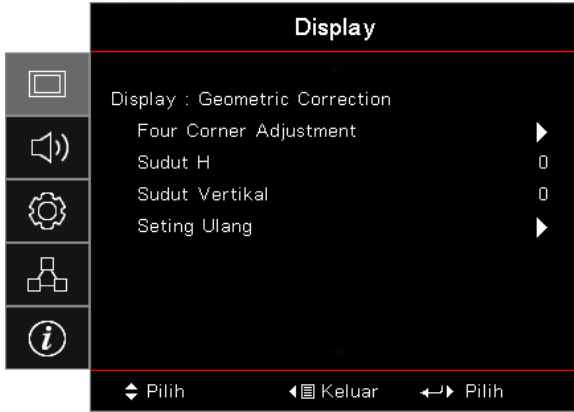 Display
Display : Geometric Correction
Four Corner Adjustment
Sudut H 0
Sudut Vertikal 0
Seting Ulang
Pilih Keluar Pilih